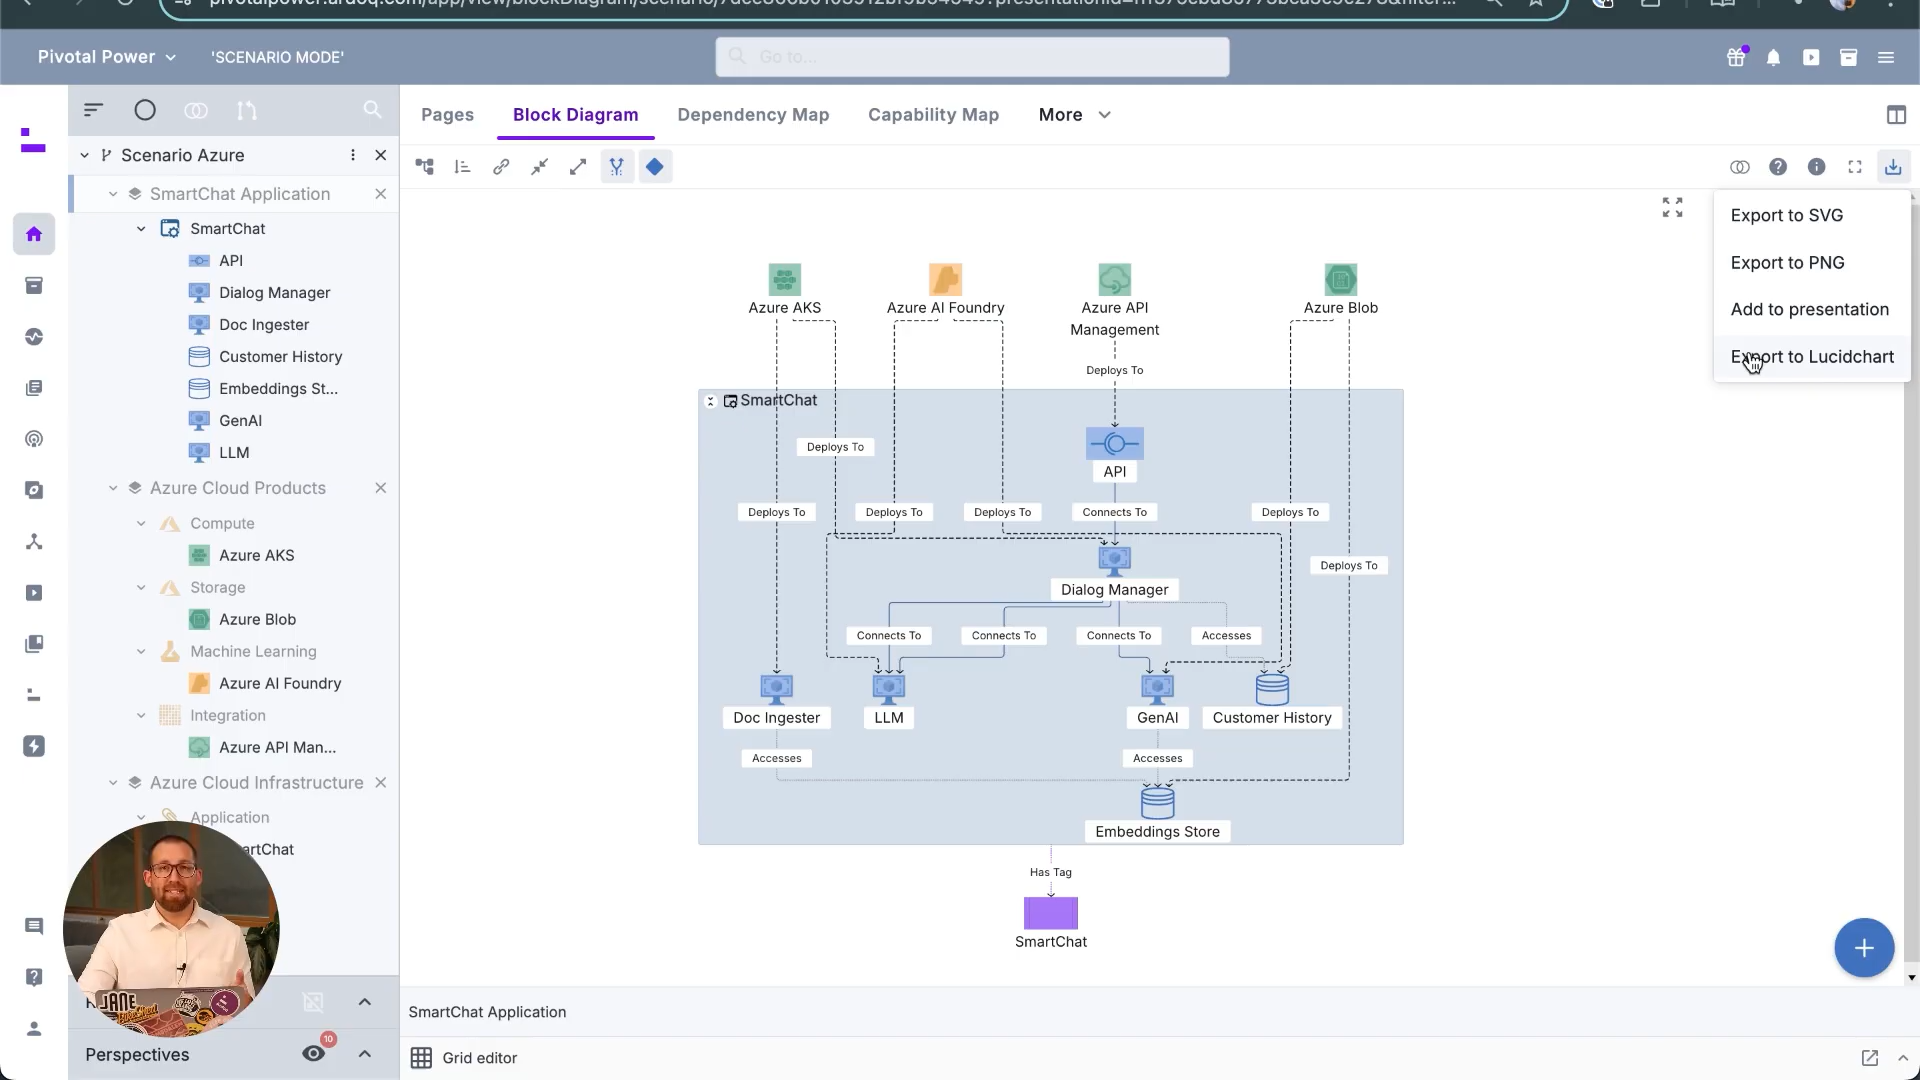 Pivotal Power
'SCENARIO MODE'
Go to...
Pages
Block Diagram
Dependency Map
Capability Map
More
Scenario Azure
SmartChat Application
SmartChat
API
Dialog Manager
Doc Ingester
Customer History
Embeddings St...
GenAI
LLM
Azure Cloud Products
Compute
Azure AKS
Storage
Azure Blob
Machine Learning
Azure AI Foundry
Integration
Azure API Man...
Azure Cloud Infrastructure
Application
Perspectives
10
Export to SVG
Export to PNG
Add to presentation
Export to Lucidchart
Azure AKS
Azure AI Foundry
Azure API
Management
Azure Blob
Deploys To
SmartChat
Deploys To
API
Deploys To
Deploys To
Deploys To
Connects To
Deploys To
Deploys To
Dialog Manager
Connects To
Connects To
Connects To
Accesses
Doc Ingester
LLM
GenAI
Customer History
Accesses
Accesses
Embeddings Store
Has Tag
SmartChat
SmartChat Application
Grid editor
JANE